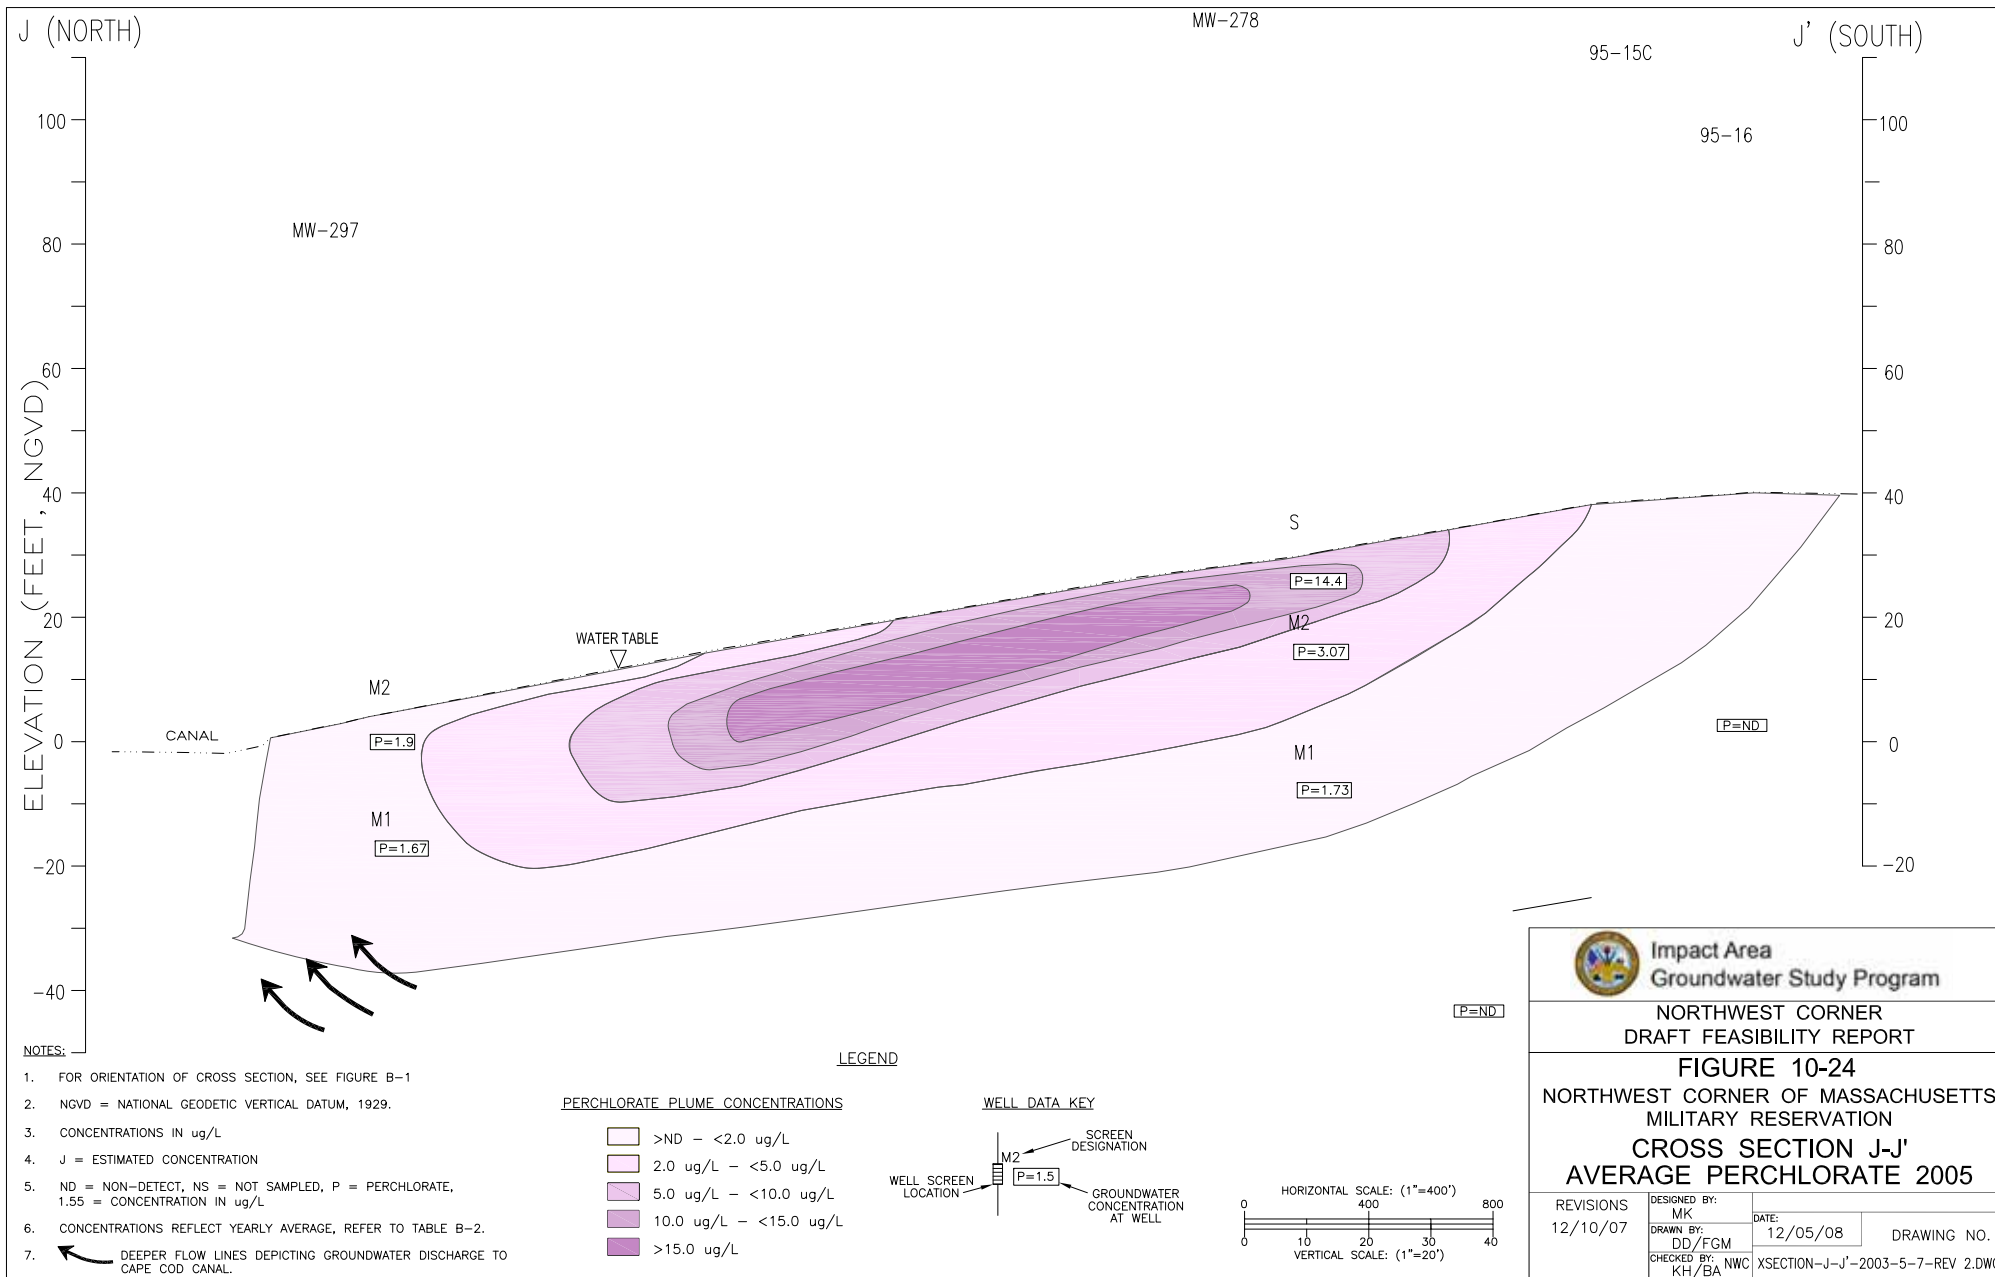 J (NORTH)
MW-278
95-15C
J' (SOUTH)
100
100
95-16
MW-297
80
80
60
60
ELEVATION (FEET, NGVD)
40
40
S
P=14.4
20
20
M2
WATER TABLE
P=3.07
M2
P=ND
CANAL
0
0
P=1.9
M1
P=1.73
M1
P=1.67
-20
-20
-40
P=ND
NOTES:
1. FOR ORIENTATION OF CROSS SECTION, SEE FIGURE B-1
2. NGVD = NATIONAL GEODETIC VERTICAL DATUM, 1929.
3. CONCENTRATIONS IN ug/L
4. J = ESTIMATED CONCENTRATION
5. ND = NON-DETECT, NS = NOT SAMPLED, P = PERCHLORATE,
1.55 = CONCENTRATION IN ug/L
6. CONCENTRATIONS REFLECT YEARLY AVERAGE, REFER TO TABLE B-2.
7. DEEPER FLOW LINES DEPICTING GROUNDWATER DISCHARGE TO
CAPE COD CANAL.
LEGEND
PERCHLORATE PLUME CONCENTRATIONS
>ND - <2.0 ug/L
2.0 ug/L - <5.0 ug/L
5.0 ug/L - <10.0 ug/L
10.0 ug/L - <15.0 ug/L
>15.0 ug/L
WELL DATA KEY
SCREEN
DESIGNATION
M2
P=1.5
WELL SCREEN
LOCATION
GROUNDWATER
CONCENTRATION
AT WELL
HORIZONTAL SCALE: (1"=400')
0 400 800
0 10 20 30 40
VERTICAL SCALE: (1"=20')
Impact Area
Groundwater Study Program
NORTHWEST CORNER
DRAFT FEASIBILITY REPORT
FIGURE 10-24
NORTHWEST CORNER OF MASSACHUSETTS
MILITARY RESERVATION
CROSS SECTION J-J'
AVERAGE PERCHLORATE 2005
REVISIONS
12/10/07
DESIGNED BY:
MK
DRAWN BY:
DD/FGM
CHECKED BY:
KH/BA
DATE:
12/05/08
DRAWING NO.
NWC XSECTION-J-J'-2003-5-7-REV 2.DWG